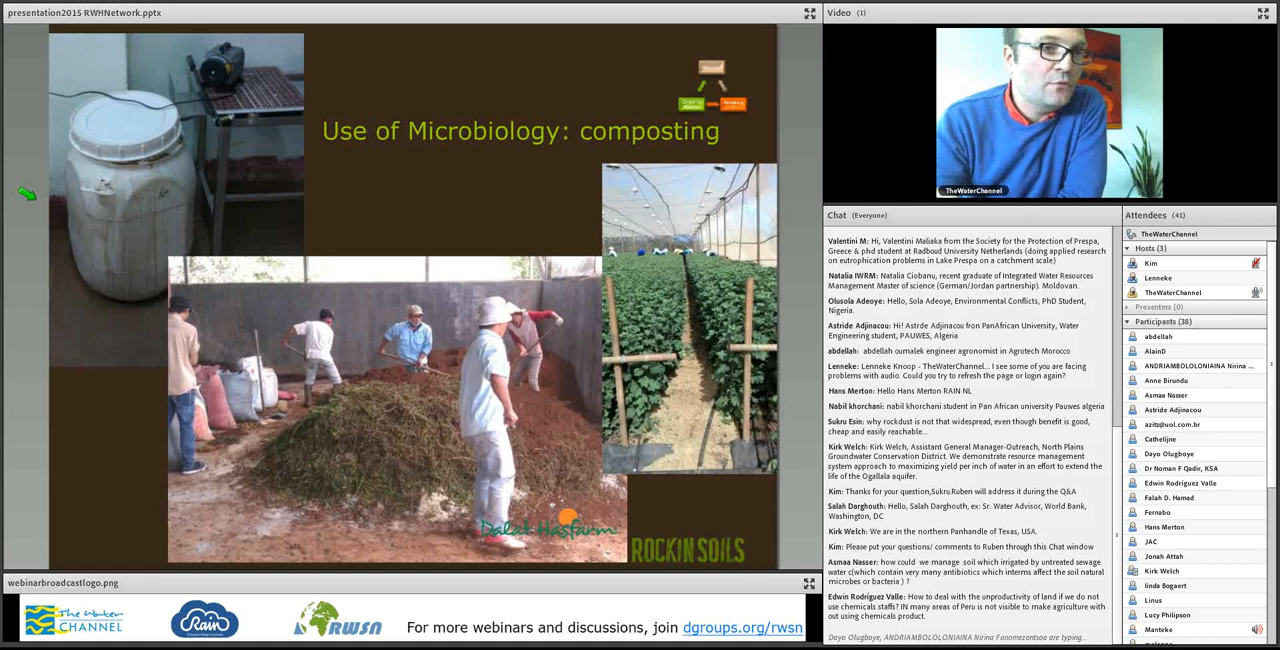 presentation2015 RWHNetwork.pptx
Use of Microbiology: composting
Dalat Hasfarm
ROCKIN SOILS
webinarbroadcastlogo.png
The Water
CHANNEL
Rain
RWSN
For more webinars and discussions, join dgroups.org/rwsn
Video (1)
TheWaterChannel
Chat (Everyone)
Valentini M: Hi, Valentini Maliaka from the Society for the Protection of Prespa,
Greece & phd student at Radboud University Netherlands (doing applied research
on eutrophication problems in Lake Prespa on a catchment scale)
Natalia IWRM: Natalia Ciobanu, recent graduate of Integrated Water Resources
Management Master of science (German/Jordan partnership). Moldovan.
Olusola Adeoye: Hello, Sola Adeoye, Environmental Conflicts, PhD Student,
Nigeria.
Astride Adjinacou: Hi! Astrde Adjinacou fron PanAfrican University, Water
Engineering student, PAUWES, Algeria
abdellah: abdellah oumalek engineer agronomist in Agrotech Morocco
Lenneke: Lenneke Knoop - TheWaterChannel... I see some of you are facing
problems with audio. Could you try to refresh the page or login again?
Hans Merton: Hello Hans Merton RAIN NL
Nabil khorchani: nabil khorchani student in Pan African university Pauwes algeria
Sukru Esin: why rockdust is not that widespread, even though benefit is good,
cheap and easily reachable...
Kirk Welch: Kirk Welch, Assistant General Manager-Outreach, North Plains
Groundwater Conservation District. We demonstrate resource management
system approach to maximizing yield per inch of water in an effort to extend the
life of the Ogallala aquifer.
Kim: Thanks for your question,Sukru.Ruben will address it during the Q&A
Salah Darghouth: Hello, Salah Darghouth, ex: Sr. Water Advisor, World Bank,
Washington, DC
Kirk Welch: We are in the northern Panhandle of Texas, USA.
Kim: Please put your questions/ comments to Ruben through this Chat window
Asmaa Nasser: how could we manage soil which irrigated by untreated sewage
water c(which contain very many antibiotics which interms affect the soil natural
microbes or bacteria ) ?
Edwin Rodríguez Valle: How to deal with the unproductivity of land if we do not
use chemicals staffs? IN many areas of Peru is not visible to make agriculture with
out using chemicals product.
Dayo Olugboye, ANDRIAMBOLOLONIAINA Nirina Fanomezantsoa are typing...
Attendees (41)
TheWaterChannel
Hosts (3)
Kim
Lenneke
TheWaterChannel
Presenters (0)
Participants (38)
abdellah
AlainD
ANDRIAMBOLOLONIAINA Nirina ...
Anne Birundu
Asmaa Nasser
Astride Adjinacou
azitz@uol.com.br
Cathelijne
Dayo Olugboye
Dr Noman F Qadir, KSA
Edwin Rodríguez Valle
Falah D. Hamad
Fernabo
Hans Merton
JAC
Jonah Attah
Kirk Welch
linda Bogaert
Linus
Lucy Philipson
Manteke